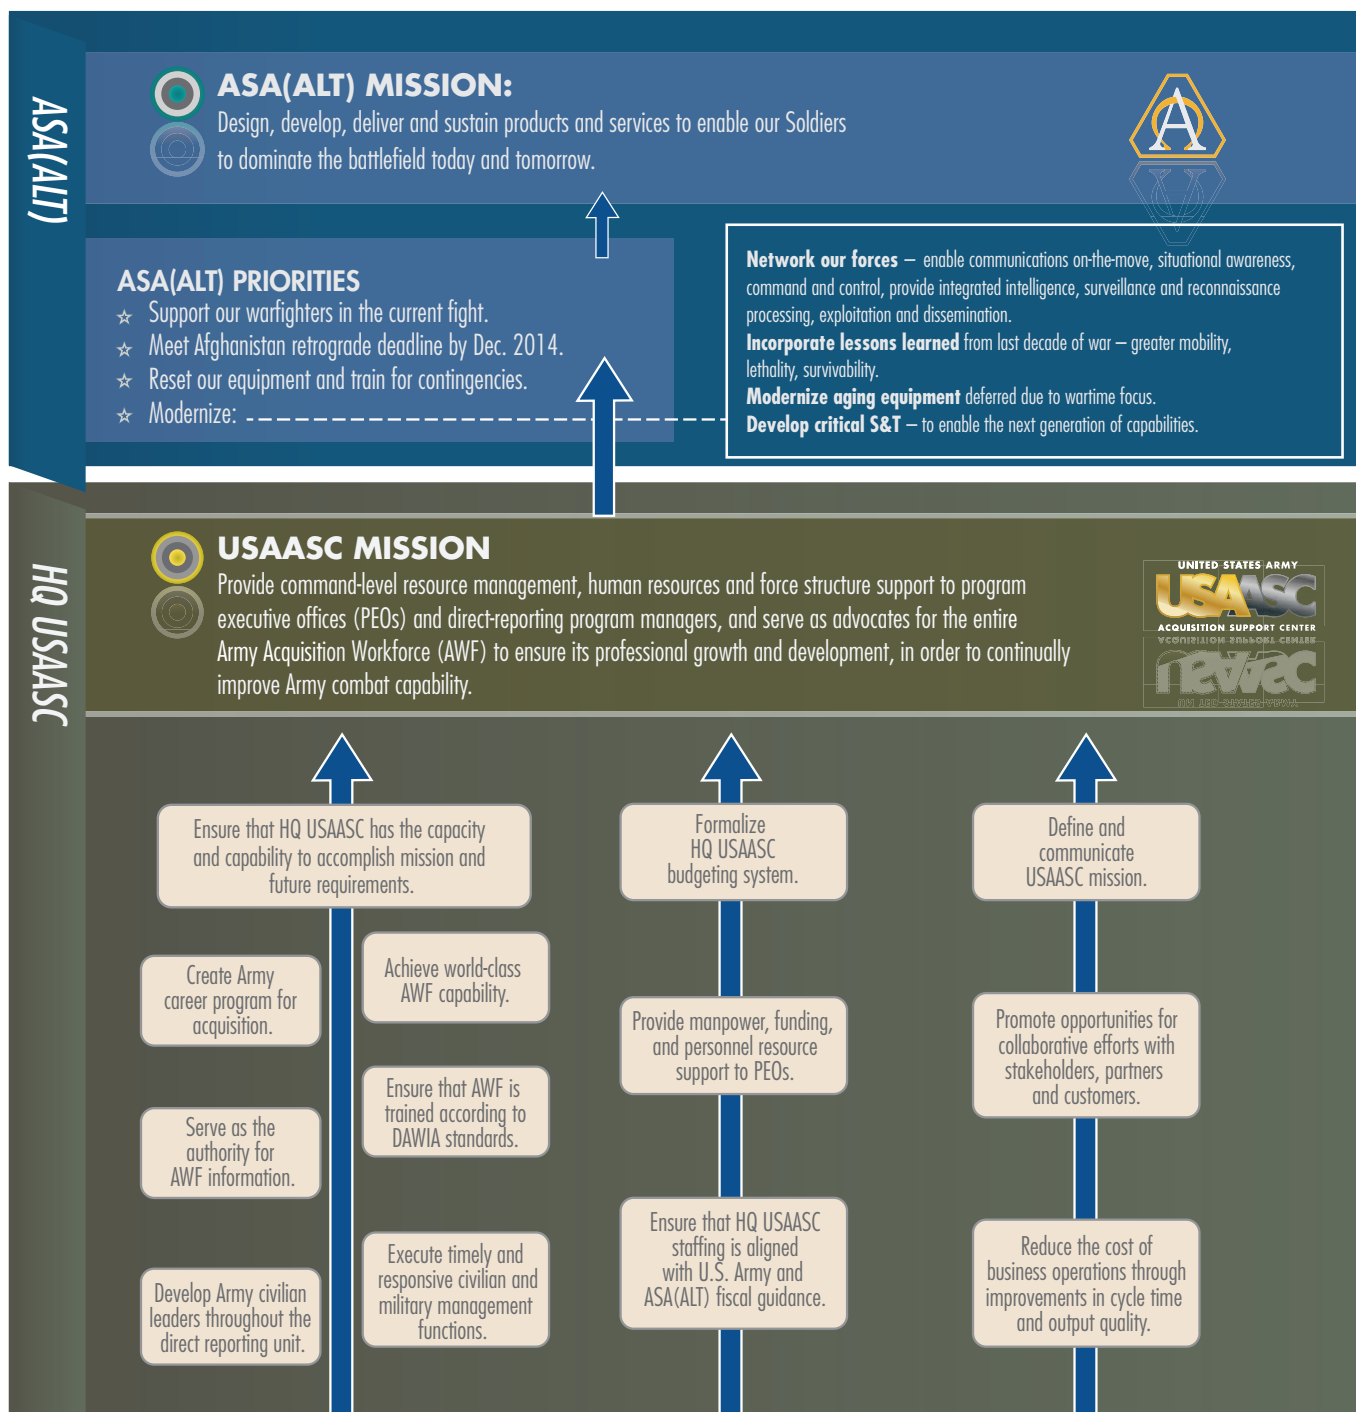 ASA(ALT)
ASA(ALT) MISSION:
Design, develop, deliver and sustain products and services to enable our Soldiers
to dominate the battlefield today and tomorrow.
A
ASA(ALT) PRIORITIES
☆ Support our warfighters in the current fight.
☆ Meet Afghanistan retrograde deadline by Dec. 2014.
☆ Reset our equipment and train for contingencies.
☆ Modernize:
Network our forces – enable communications on-the-move, situational awareness,
command and control, provide integrated intelligence, surveillance and reconnaissance
processing, exploitation and dissemination.
Incorporate lessons learned from last decade of war – greater mobility,
lethality, survivability.
Modernize aging equipment deferred due to wartime focus.
Develop critical S&T – to enable the next generation of capabilities.
HQ USAASC
USAASC MISSION
Provide command-level resource management, human resources and force structure support to program
executive offices (PEOs) and direct-reporting program managers, and serve as advocates for the entire
Army Acquisition Workforce (AWF) to ensure its professional growth and development, in order to continually
improve Army combat capability.
UNITED STATES ARMY
USAASC
ACQUISITION SUPPORT CENTER
Ensure that HQ USAASC has the capacity
and capability to accomplish mission and
future requirements.
Create Army
career program for
acquisition.
Achieve world-class
AWF capability.
Serve as the
authority for
AWF information.
Ensure that AWF is
trained according to
DAWIA standards.
Develop Army civilian
leaders throughout the
direct reporting unit.
Execute timely and
responsive civilian and
military management
functions.
Formalize
HQ USAASC
budgeting system.
Provide manpower, funding,
and personnel resource
support to PEOs.
Ensure that HQ USAASC
staffing is aligned
with U.S. Army and
ASA(ALT) fiscal guidance.
Define and
communicate
USAASC mission.
Promote opportunities for
collaborative efforts with
stakeholders, partners
and customers.
Reduce the cost of
business operations through
improvements in cycle time
and output quality.